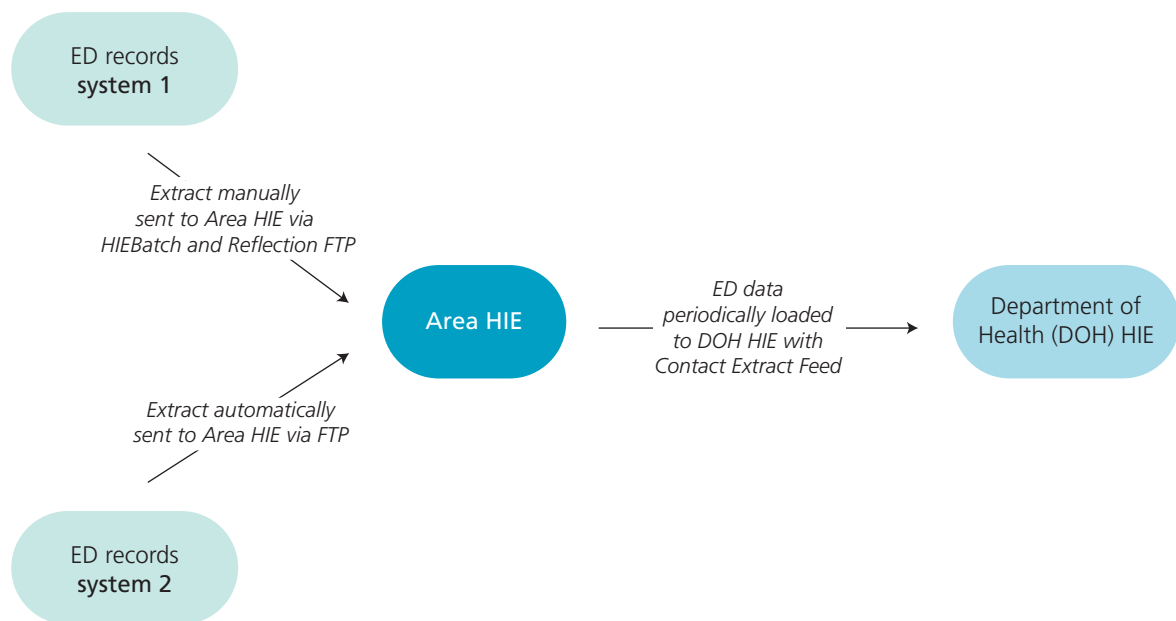 ED records
system 1
Extract manually
sent to Area HIE via
HIEBatch and Reflection FTP
Area HIE
ED data
periodically loaded
to DOH HIE with
Contact Extract Feed
Department of
Health (DOH) HIE
Extract automatically
sent to Area HIE via FTP
ED records
system 2